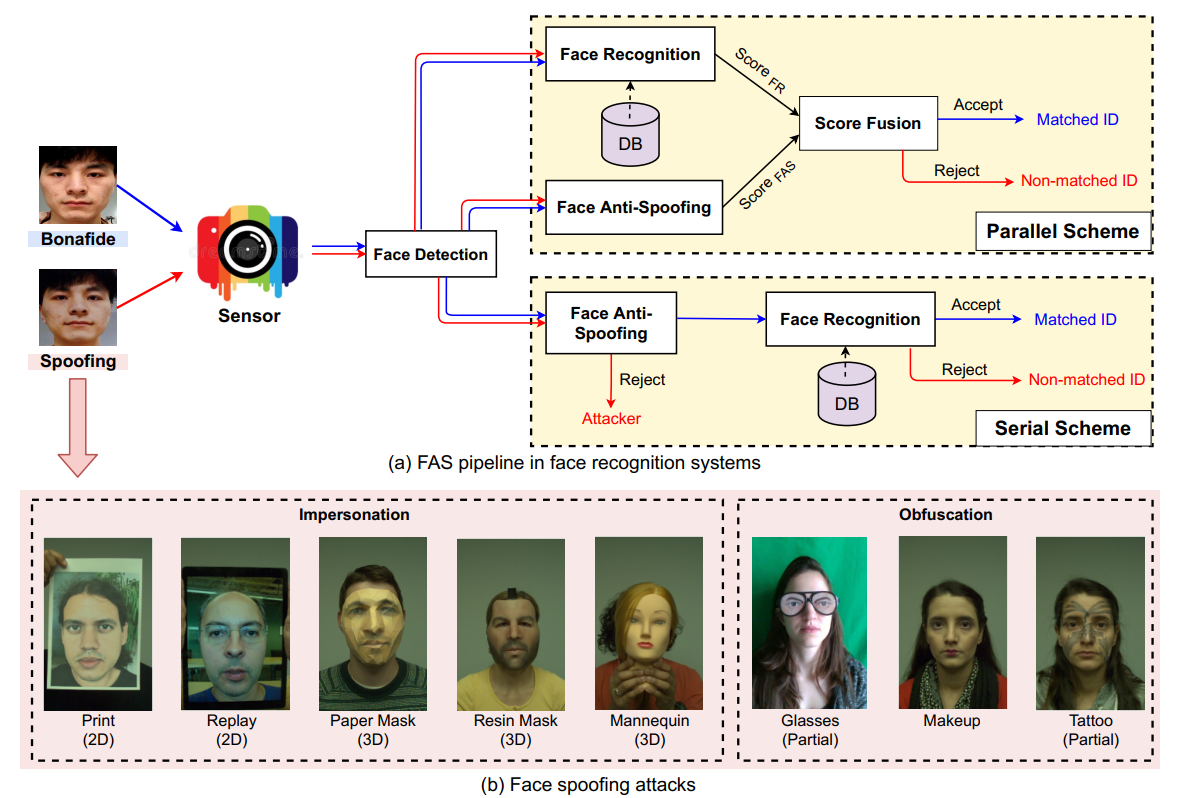 Face Recognition
Score FR
DB
Score Fusion
Accept
Matched ID
Reject
Non-matched ID
Face Anti-Spoofing
Score FAS
Parallel Scheme
Bonafide
Spoofing
Sensor
Face Detection
Face Anti-
Spoofing
Reject
Attacker
Face Recognition
DB
Accept
Matched ID
Reject
Non-matched ID
Serial Scheme
(a) FAS pipeline in face recognition systems
Impersonation
Obfuscation
Print
(2D)
Replay
(2D)
Paper Mask
(3D)
Resin Mask
(3D)
Mannequin
(3D)
Glasses
(Partial)
Makeup
Tattoo
(Partial)
(b) Face spoofing attacks